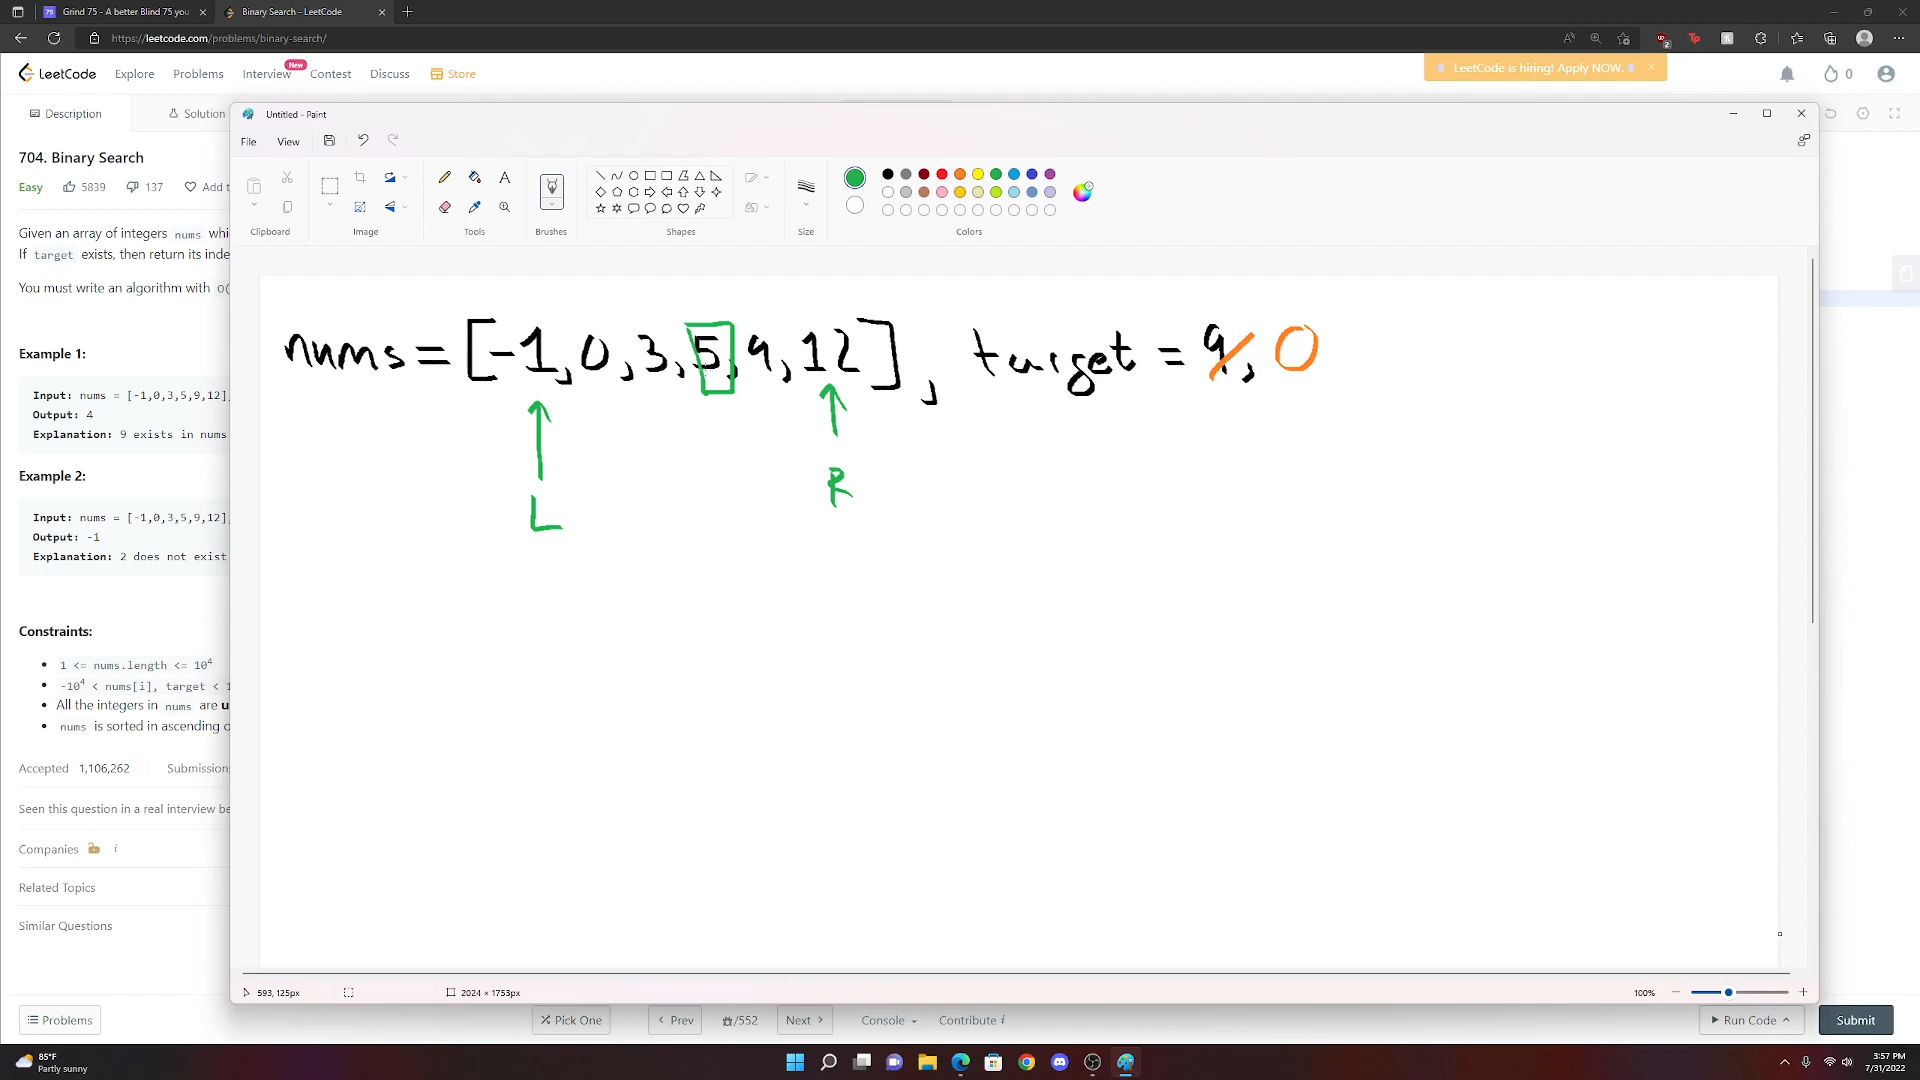 Grind 75 - A better Blind 75 you
Binary Search - LeetCode
https://leetcode.com/problems/binary-search/
LeetCode
Explore
Problems
Interview
New
Contest
Discuss
Store
LeetCode is hiring! Apply NOW.
0
Description
Solution
Untitled - Paint
File
View
704. Binary Search
Easy
5839
137
Add t
Clipboard
Image
Tools
Brushes
Shapes
Size
Colors
Given an array of integers nums whi
If target exists, then return its inde
You must write an algorithm with O(
nums = [-1,0,3,5,9,12], target = 9, 0
L
R
Example 1:
Input: nums = [-1,0,3,5,9,12],
Output: 4
Explanation: 9 exists in nums
Example 2:
Input: nums = [-1,0,3,5,9,12],
Output: -1
Explanation: 2 does not exist
Constraints:
1 <= nums.length <= 10⁴
-10⁴ < nums[i], target < 1
All the integers in nums are u
nums is sorted in ascending o
Accepted 1,106,262 Submissions
Seen this question in a real interview be
Companies
Related Topics
Similar Questions
593, 125px
2024 × 1753px
100%
Problems
Pick One
Prev
/552
Next
Console
Contribute
Run Code
Submit
85°F
Partly sunny
3:57 PM
7/31/2022